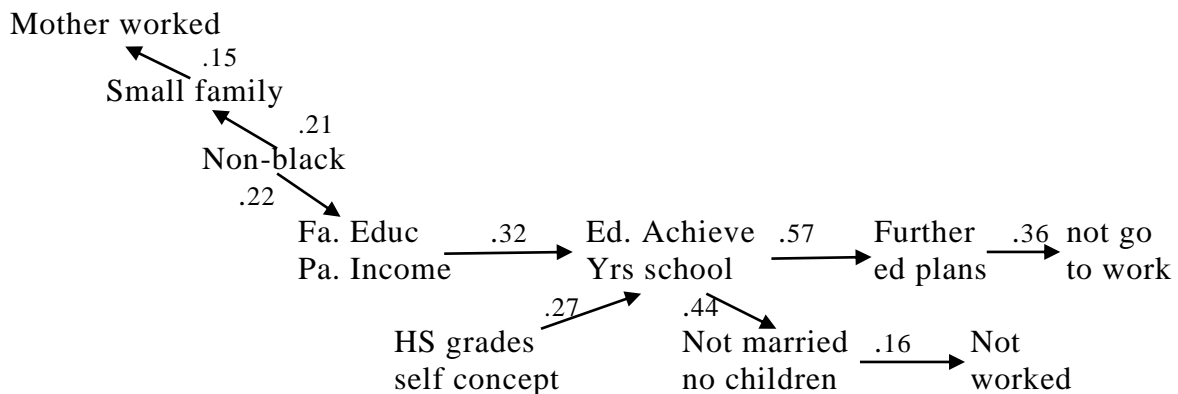 Mother worked
.15
Small family
.21
Non-black
.22
Fa. Educ .32 Ed. Achieve .57 Further .36 not go
Pa. Income Yrs school ed plans to work
.27 .44
HS grades Not married .16 Not
self concept no children worked